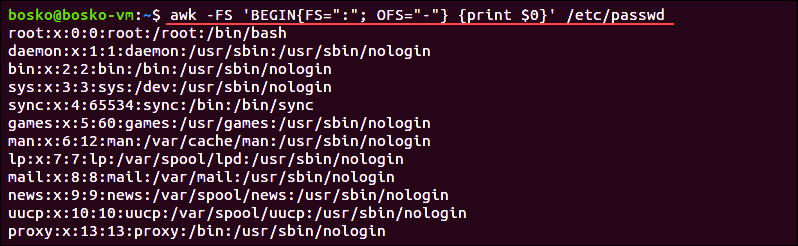 bosko@bosko-vm:~$ awk -FS 'BEGIN{FS=":"; OFS="-"} {print $0}' /etc/passwd
root:x:0:0:root:/root:/bin/bash
daemon:x:1:1:daemon:/usr/sbin:/usr/sbin/nologin
bin:x:2:2:bin:/bin:/usr/sbin/nologin
sys:x:3:3:sys:/dev:/usr/sbin/nologin
sync:x:4:65534:sync:/bin:/bin/sync
games:x:5:60:games:/usr/games:/usr/sbin/nologin
man:x:6:12:man:/var/cache/man:/usr/sbin/nologin
lp:x:7:7:lp:/var/spool/lpd:/usr/sbin/nologin
mail:x:8:8:mail:/var/mail:/usr/sbin/nologin
news:x:9:9:news:/var/spool/news:/usr/sbin/nologin
uucp:x:10:10:uucp:/var/spool/uucp:/usr/sbin/nologin
proxy:x:13:13:proxy:/bin:/usr/sbin/nologin